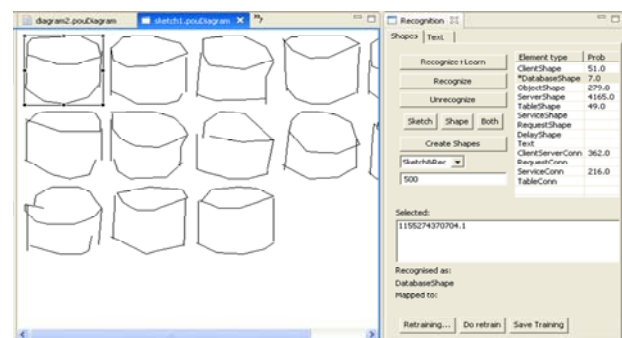 diagram2.pouDiagram
sketch1.pouDiagram
Recognition
Shapes
Text
Recognize+Learn
Recognize
Unrecognize
Sketch
Shape
Both
Create Shapes
Sketch&Rec
500
Element type Prob
ClientShape 51.0
*DatabaseShape 7.0
ObjectShape 279.0
ServerShape 4165.0
TableShape 49.0
ServiceShape
RequestShape
DelayShape
Text
ClientServerConn 362.0
RequestConn
ServiceConn 216.0
TableConn
Selected:
1155274370704.1
Recognised as:
DatabaseShape
Mapped to:
Retraining...
Do retrain
Save Training